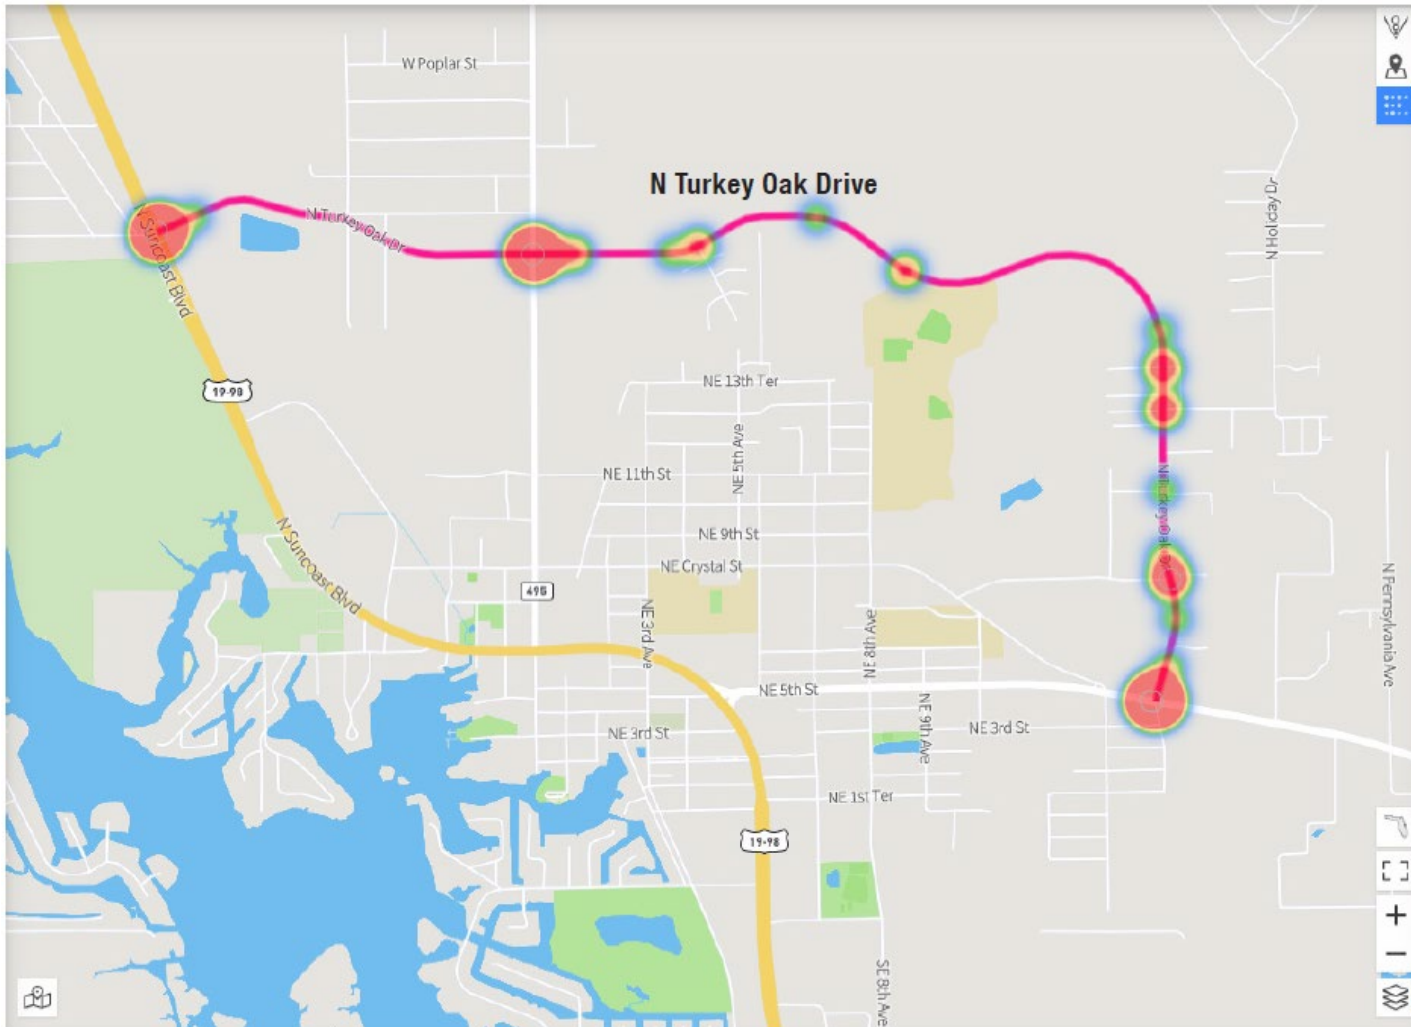 W Poplar St
N Turkey Oak Drive
N Holiday Dr
N Turkey Oak Dr
N Suncoast Blvd
19-98
NE 13th Ter
NE 5th Ave
NE 11th St
N Turkey Oak Dr
NE 9th St
N Suncoast Blvd
NE Crystal St
495
N Pennsylvania Ave
NE 3rd Ave
NE 8th Ave
NE 5th St
NE 9th Ave
NE 3rd St
NE 3rd St
NE 1st Ter
19-98
SE 8th Ave